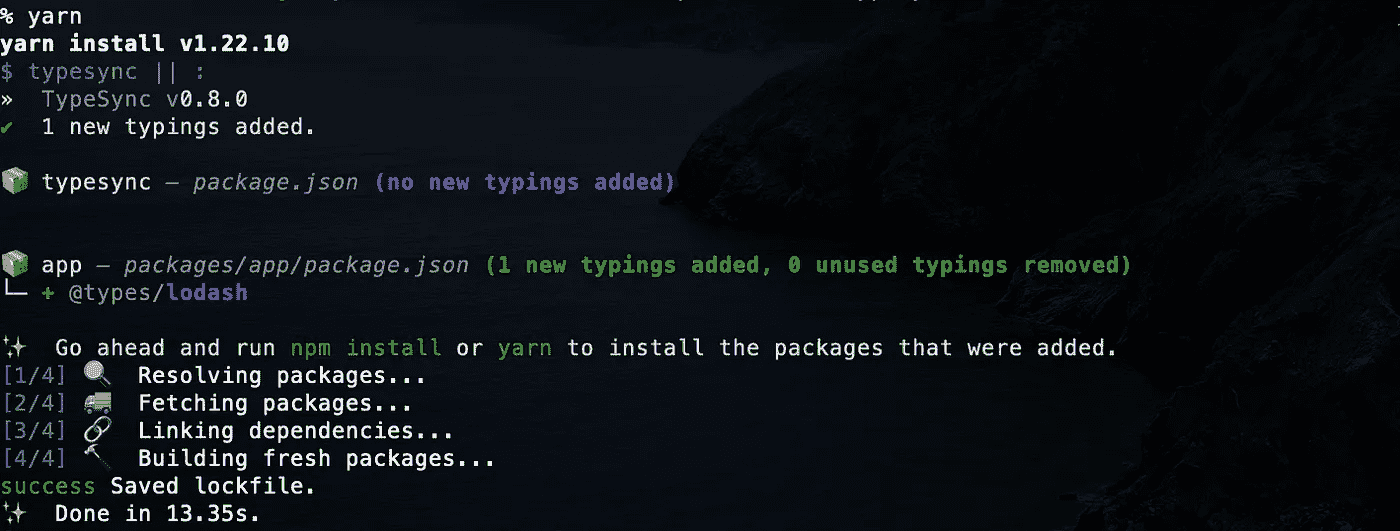 % yarn
yarn install v1.22.10
$ typesync || :
»  TypeSync v0.8.0
✔  1 new typings added.
📦 typesync — package.json (no new typings added)
📦 app — packages/app/package.json (1 new typings added, 0 unused typings removed)
└─ + @types/lodash
✨  Go ahead and run npm install or yarn to install the packages that were added.
[1/4] 🔍  Resolving packages...
[2/4] 🚚  Fetching packages...
[3/4] 🔗  Linking dependencies...
[4/4] 🔨  Building fresh packages...
success Saved lockfile.
✨  Done in 13.35s.